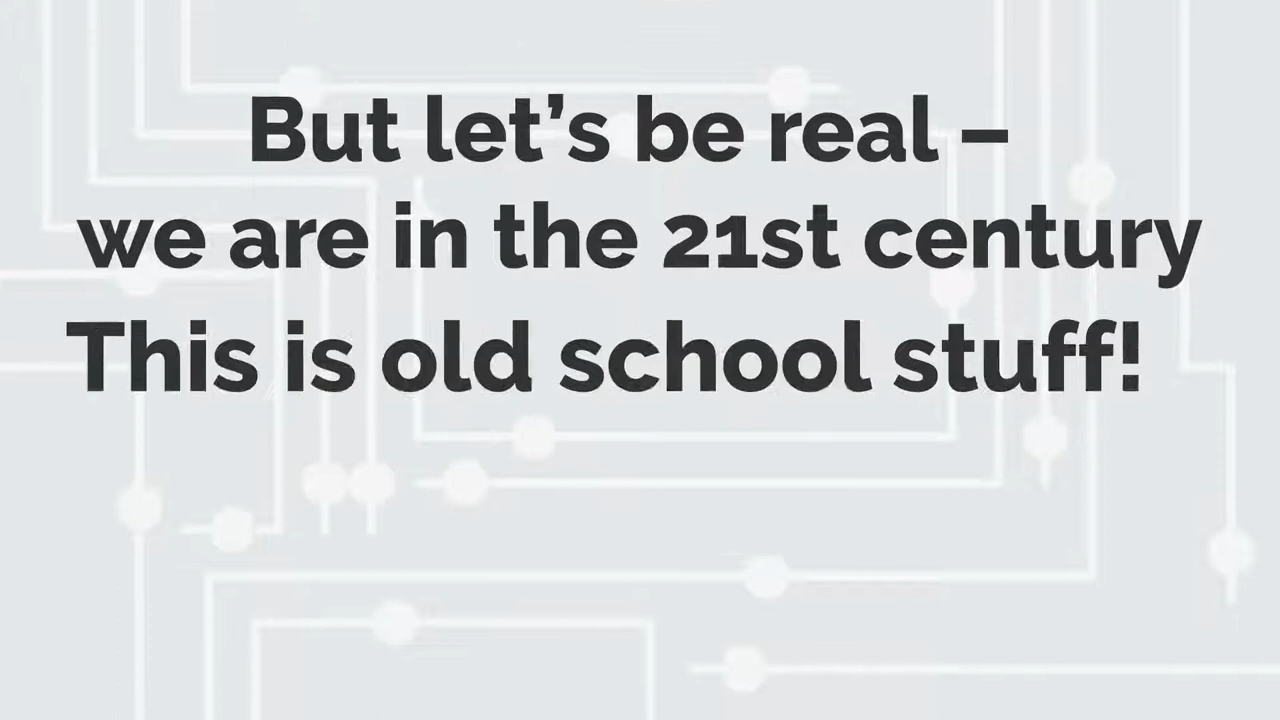 But let’s be real –
we are in the 21st century
This is old school stuff!